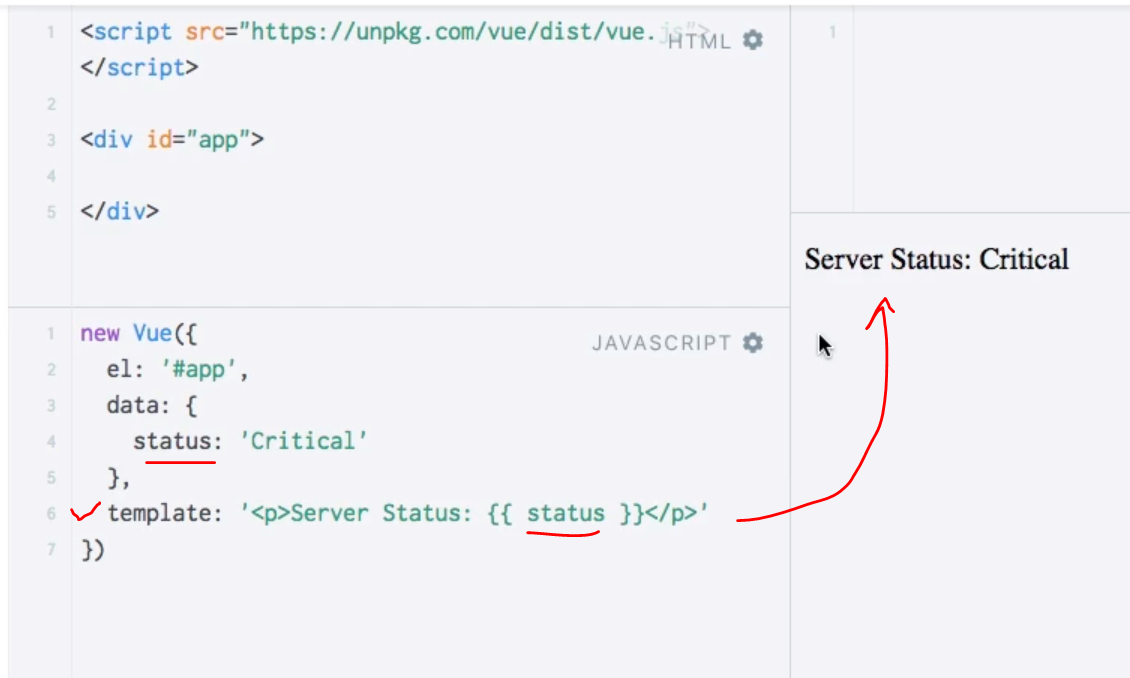 1 <script src="https://unpkg.com/vue/dist/vue.js">
HTML
</script>
2
3 <div id="app">
4
5 </div>
1 new Vue({
JAVASCRIPT
2 el: '#app',
3 data: {
4 status: 'Critical'
5 },
6 template: '<p>Server Status: {{ status }}</p>'
7 })
1
Server Status: Critical